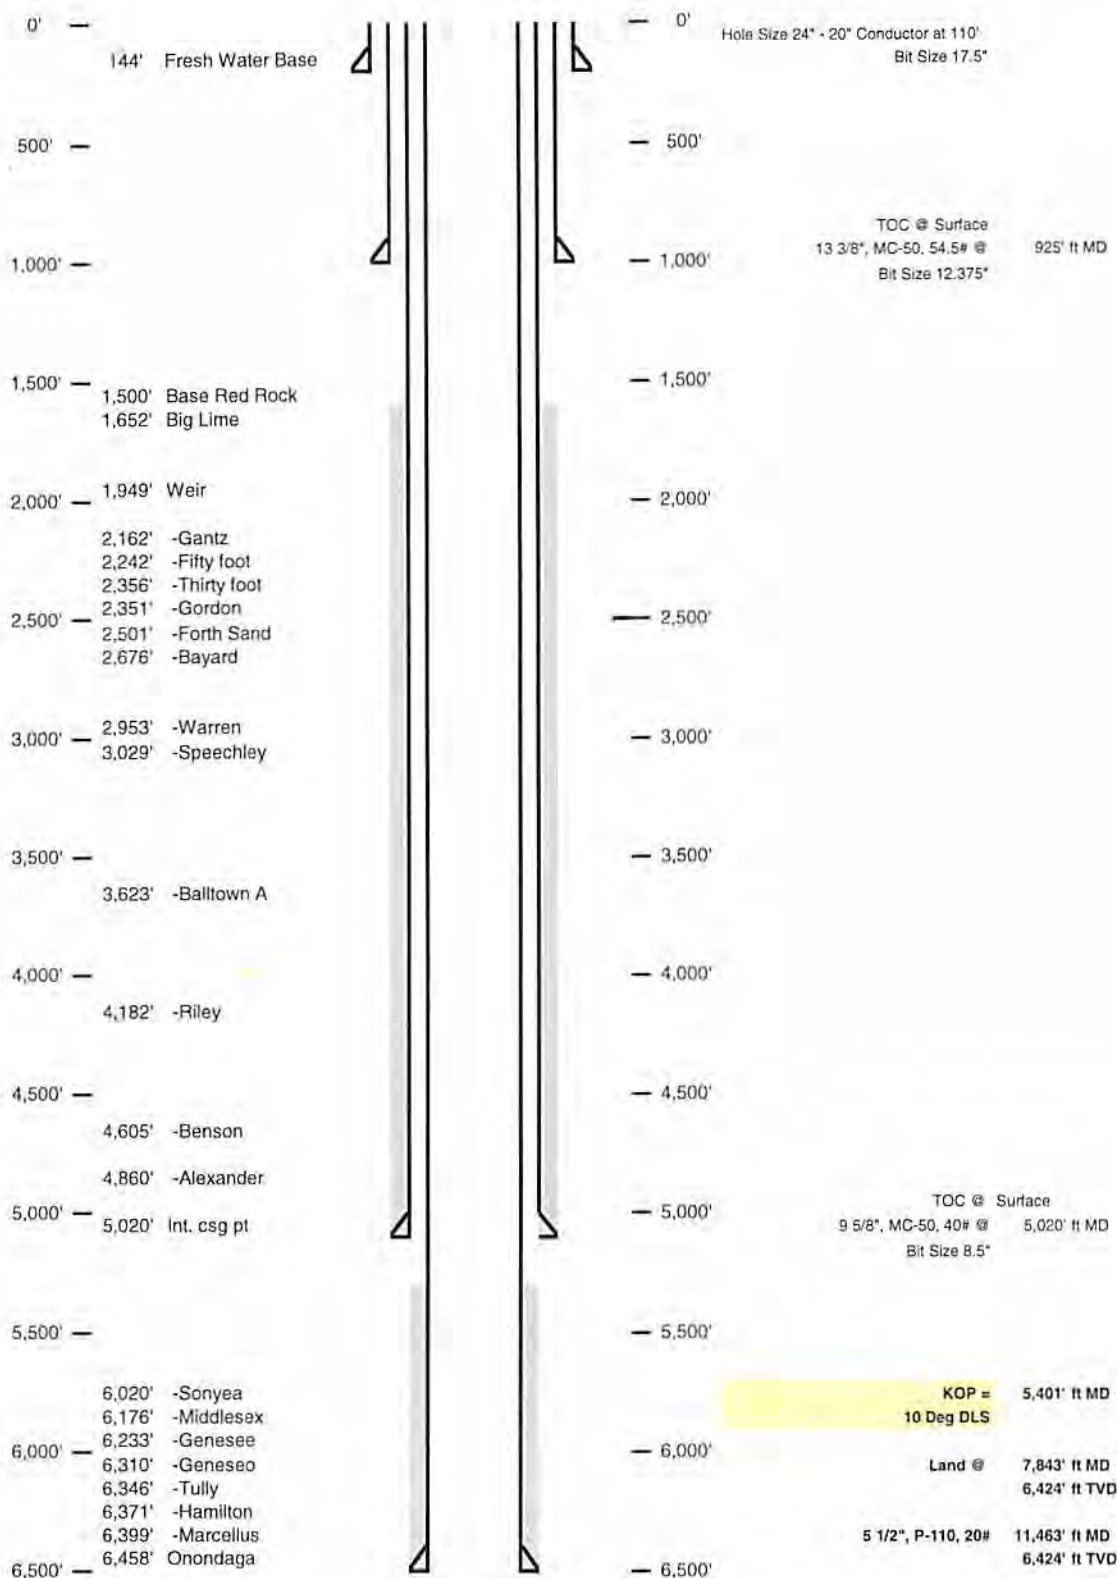 0'
144' Fresh Water Base
500'
1,000'
1,500'
1,500' Base Red Rock
1,652' Big Lime
1,949' Weir
2,000'
2,162' -Gantz
2,242' -Fifty foot
2,356' -Thirty foot
2,351' -Gordon
2,500'
2,501' -Forth Sand
2,676' -Bayard
2,953' -Warren
3,000'
3,029' -Speechley
3,500'
3,623' -Balltown A
4,000'
4,182' -Riley
4,500'
4,605' -Benson
4,860' -Alexander
5,000'
5,020' Int. csg pt
5,500'
6,020' -Sonyea
6,176' -Middlesex
6,233' -Genesee
6,000'
6,310' -Geneseo
6,346' -Tully
6,371' -Hamilton
6,399' -Marcellus
6,458' Onondaga
6,500'
0'
500'
1,000'
1,500'
2,000'
2,500'
3,000'
3,500'
4,000'
4,500'
5,000'
5,500'
6,000'
6,500'
Hole Size 24" - 20" Conductor at 110'
Bit Size 17.5"
TOC @ Surface
13 3/8", MC-50, 54.5# @ 925' ft MD
Bit Size 12.375"
TOC @ Surface
9 5/8", MC-50, 40# @ 5,020' ft MD
Bit Size 8.5"
KOP = 5,401' ft MD
10 Deg DLS
Land @ 7,843' ft MD
6,424' ft TVD
5 1/2", P-110, 20# 11,463' ft MD
6,424' ft TVD